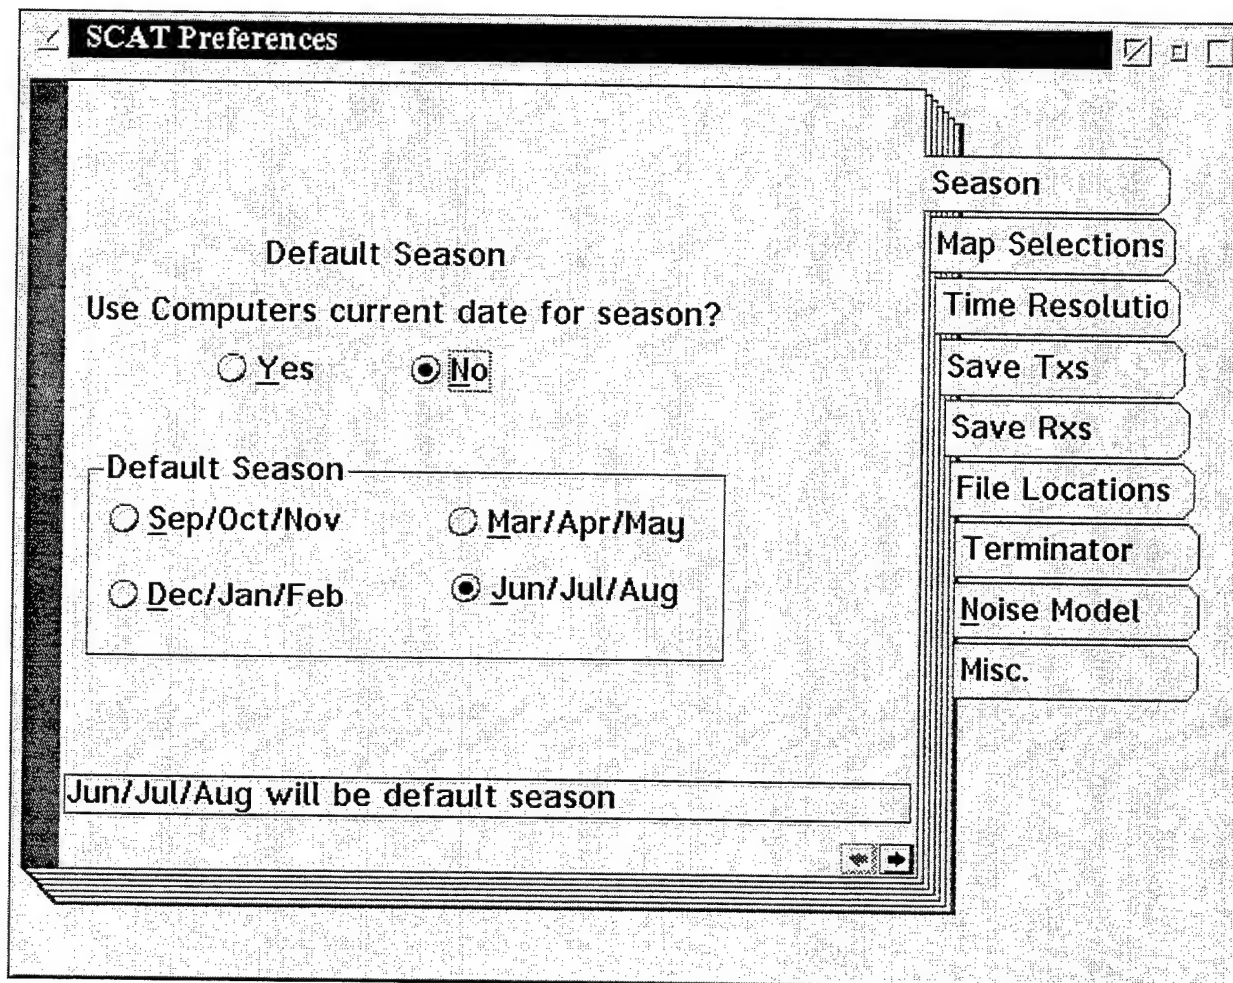 SCAT Preferences
Season
Map Selections
Time Resolutio
Save Txs
Save Rxs
File Locations
Terminator
Noise Model
Misc.
Default Season
Use Computers current date for season?
Yes No
Default Season
Sep/Oct/Nov Mar/Apr/May
Dec/Jan/Feb Jun/Jul/Aug
Jun/Jul/Aug will be default season